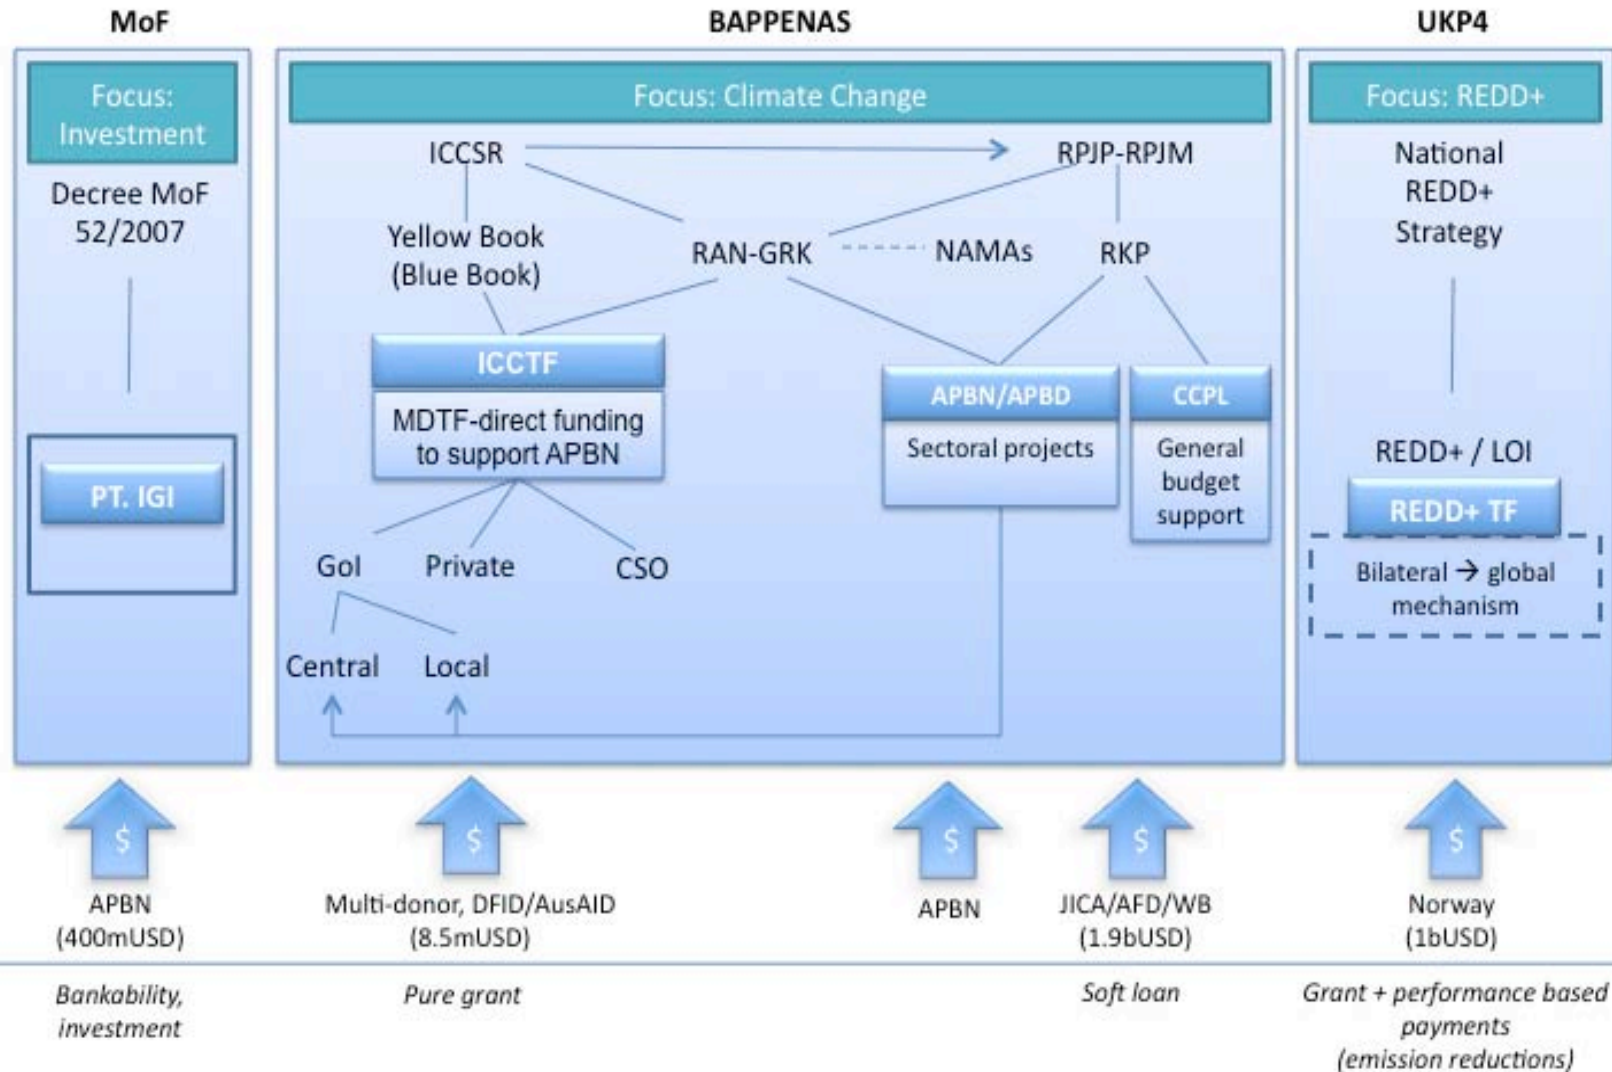 MoF
BAPPENAS
UKP4
Focus:
Investment
Decree MoF
52/2007
PT. IGI
Focus: Climate Change
ICCSR
RPJP-RPJM
Yellow Book
(Blue Book)
RAN-GRK
NAMAs
RKP
ICCTF
MDTF-direct funding
to support APBN
APBN/APBD
Sectoral projects
CCPL
General
budget
support
GoI
Private
CSO
Central
Local
Focus: REDD+
National
REDD+
Strategy
REDD+ / LOI
REDD+ TF
Bilateral → global
mechanism
$
$
$
$
$
APBN
(400mUSD)
Multi-donor, DFID/AusAID
(8.5mUSD)
APBN
JICA/AFD/WB
(1.9bUSD)
Norway
(1bUSD)
Bankability,
investment
Pure grant
Soft loan
Grant + performance based
payments
(emission reductions)